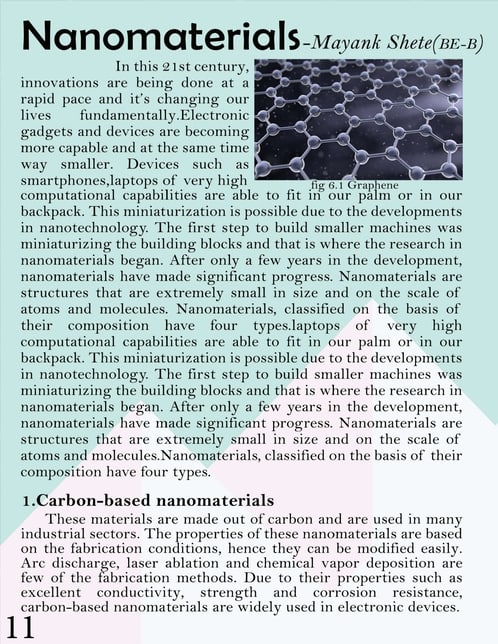 Nanomaterials-Mayank Shete(BE-B)
In this 21st century,
innovations are being done at a
rapid pace and it's changing our
lives fundamentally.Electronic
gadgets and devices are becoming
more capable and at the same time
way smaller. Devices such as
smartphones,laptops of very high
fig 6.1 Graphene
computational capabilities are able to fit in our palm or in our
backpack. This miniaturization is possible due to the developments
in nanotechnology. The first step to build smaller machines was
miniaturizing the building blocks and that is where the research in
nanomaterials began. After only a few years in the development,
nanomaterials have made significant progress. Nanomaterials are
structures that are extremely small in size and on the scale of
atoms and molecules. Nanomaterials, classified on the basis of
their composition have four types.laptops of very high
computational capabilities are able to fit in our palm or in our
backpack. This miniaturization is possible due to the developments
in nanotechnology. The first step to build smaller machines was
miniaturizing the building blocks and that is where the research in
nanomaterials began. After only a few years in the development,
nanomaterials have made significant progress. Nanomaterials are
structures that are extremely small in size and on the scale of
atoms and molecules.Nanomaterials, classified on the basis of their
composition have four types.
1.Carbon-based nanomaterials
These materials are made out of carbon and are used in many
industrial sectors. The properties of these nanomaterials are based
on the fabrication conditions, hence they can be modified easily.
Arc discharge, laser ablation and chemical vapor deposition are
few of the fabrication methods. Due to their properties such as
excellent conductivity, strength and corrosion resistance,
carbon-based nanomaterials are widely used in electronic devices.
11